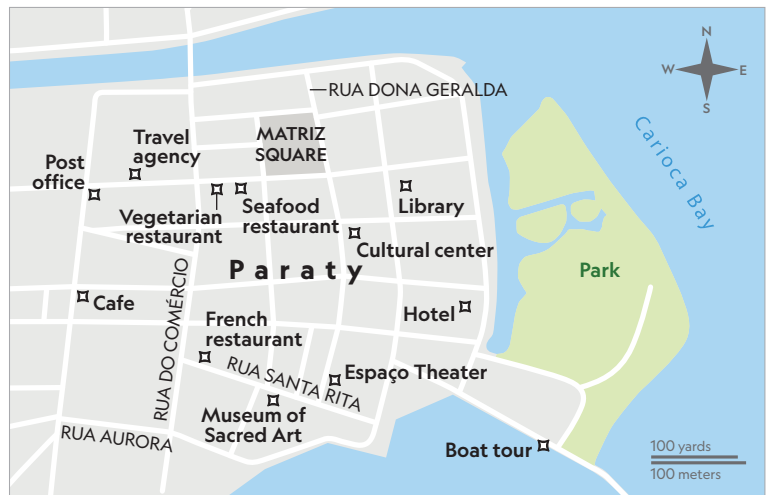 N
W
E
S
RUA DONA GERALDA
Carioca Bay
MATRIZ
SQUARE
Travel
agency
Post
office
Vegetarian
restaurant
Seafood
restaurant
Library
Cultural center
Paraty
Park
Cafe
RUA DO COMÉRCIO
Hotel
French
restaurant
RUA SANTA RITA
Espaço Theater
Museum of
Sacred Art
RUA AURORA
Boat tour
100 yards
100 meters